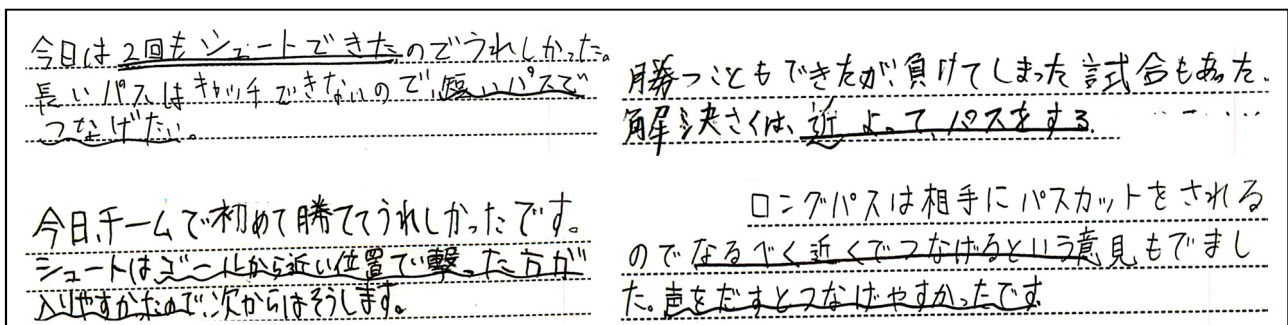 今日は2回もシュートできたのでうれしかった。
長いパスはキャッチできないので、短いパスで
つなげたい。
今日、チームで初めて勝ててうれしかったです。
シュートはゴールから近い位置で撃った方が
入りやすかたので、次からはそうします。
勝つこともできたが、負けてしまった試合もあった。
解決さくは、近よって、パスをする。
ロングパスは相手にパスカットをされる
のでなるべく近くでつなげるという意見もでまし
た。声をだすとつなげやすかったです